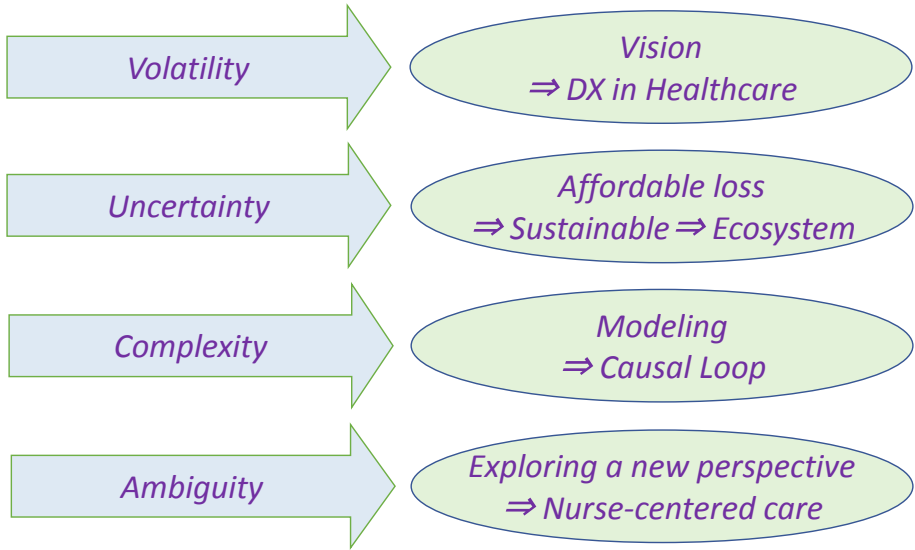 Volatility
Vision
⇒ DX in Healthcare
Uncertainty
Affordable loss
⇒ Sustainable ⇒ Ecosystem
Complexity
Modeling
⇒ Causal Loop
Ambiguity
Exploring a new perspective
⇒ Nurse-centered care